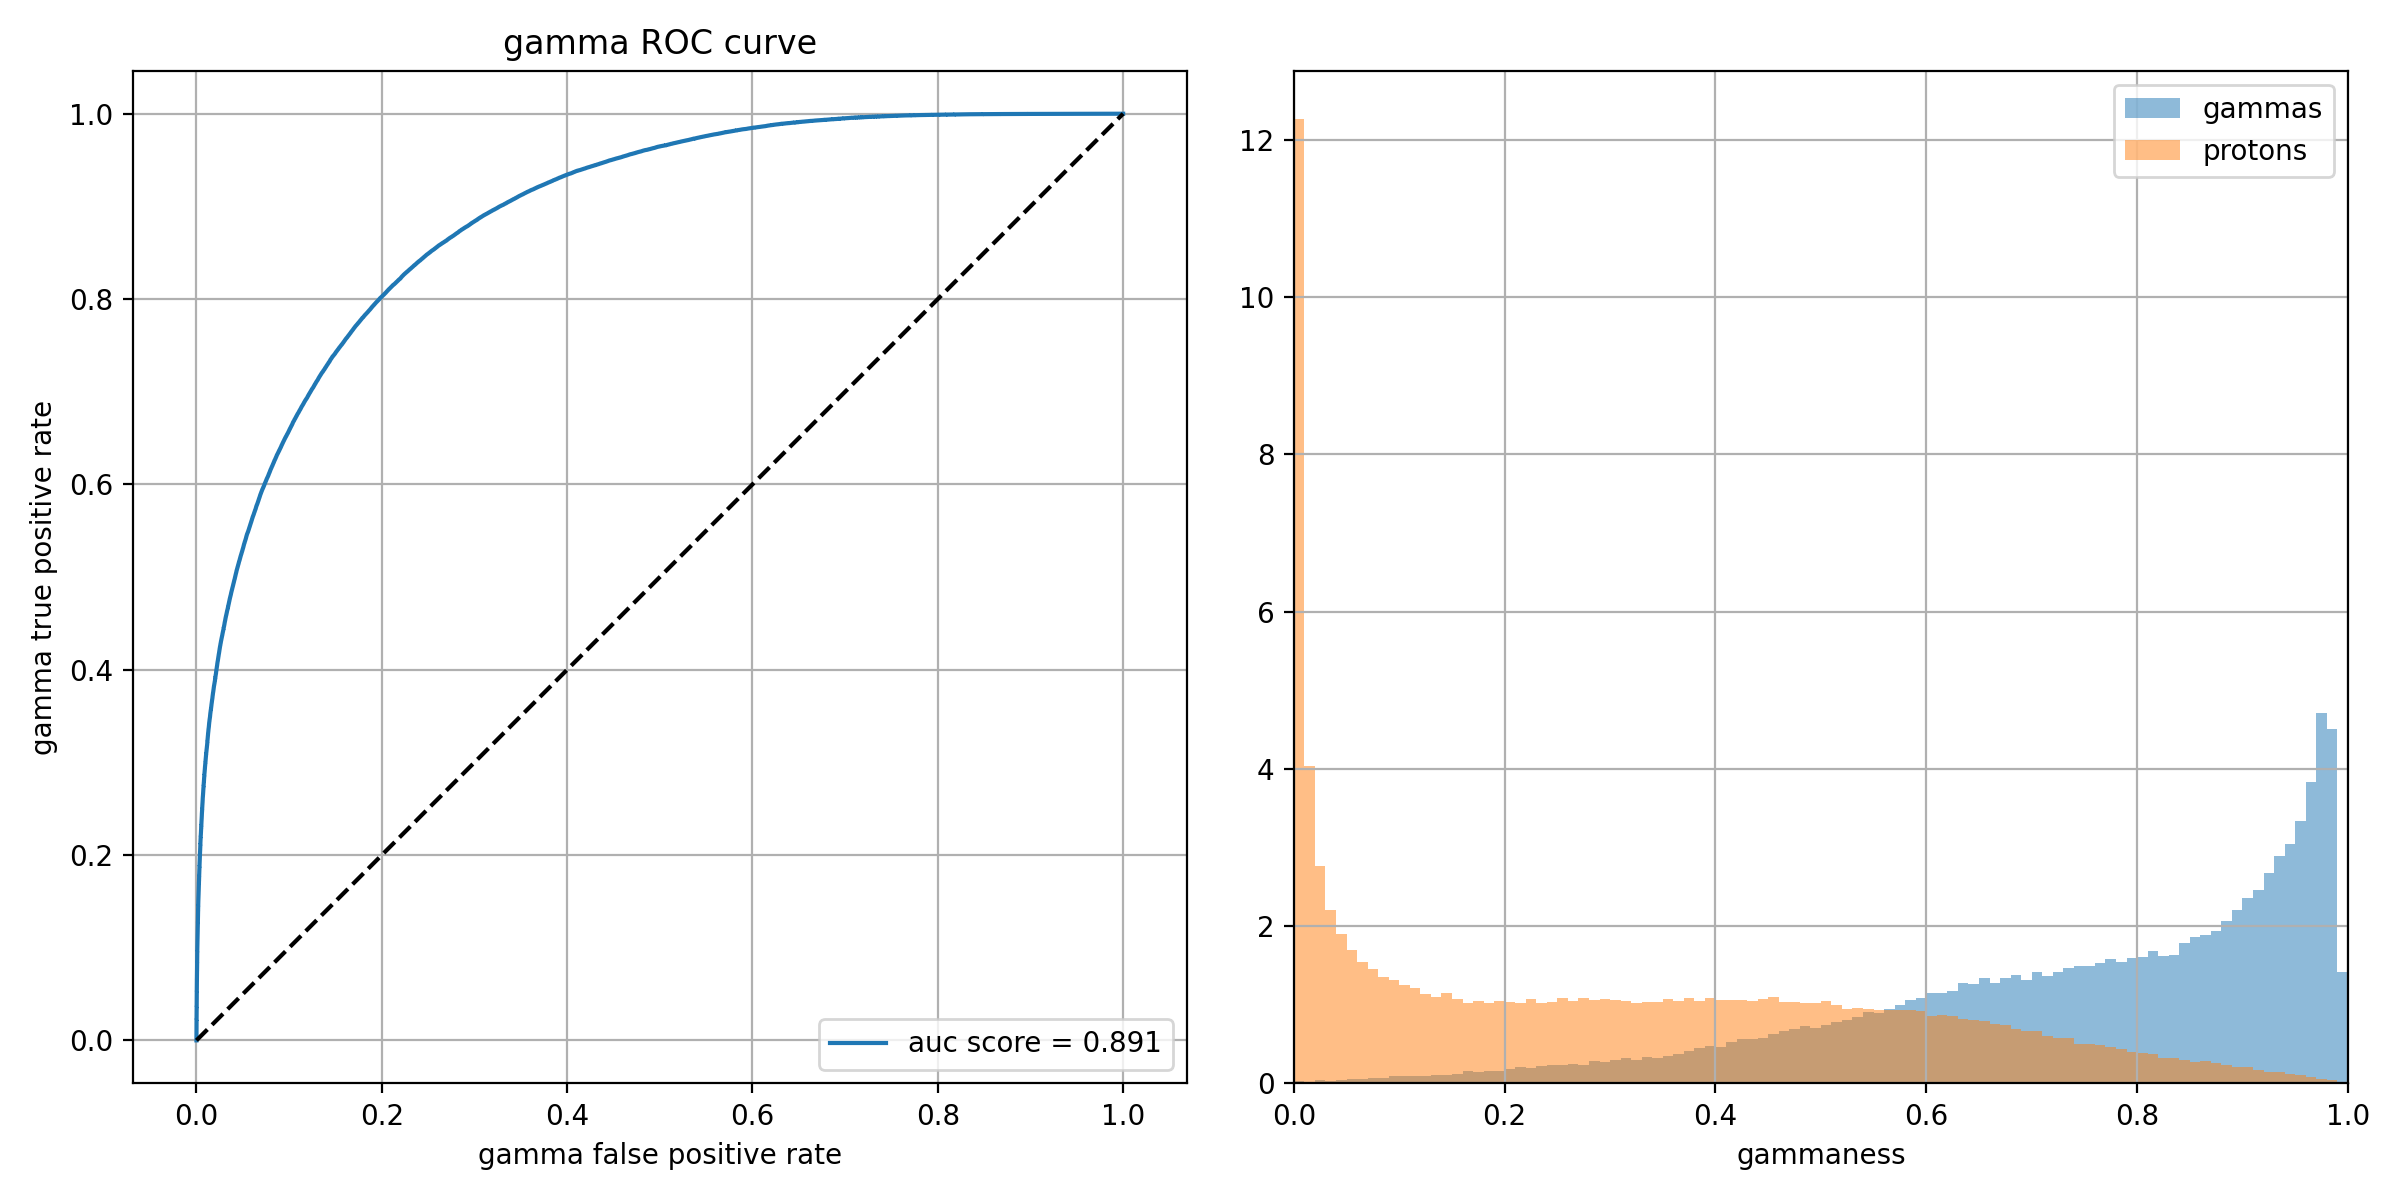 gamma ROC curve
gamma true positive rate
1.0
0.8
0.6
0.4
0.2
0.0
0.0 0.2 0.4 0.6 0.8 1.0
gamma false positive rate
auc score = 0.891
gammas
protons
12
10
8
6
4
2
0
0.0 0.2 0.4 0.6 0.8 1.0
gammaness